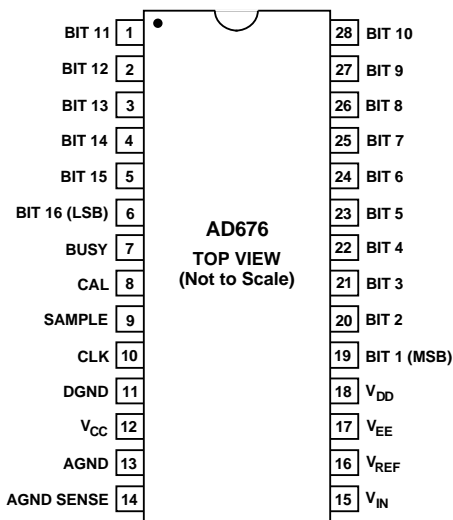 BIT 11 1 28 BIT 10
BIT 12 2 27 BIT 9
BIT 13 3 26 BIT 8
BIT 14 4 25 BIT 7
BIT 15 5 24 BIT 6
BIT 16 (LSB) 6 23 BIT 5
BUSY 7 22 BIT 4
CAL 8 21 BIT 3
SAMPLE 9 20 BIT 2
CLK 10 19 BIT 1 (MSB)
DGND 11 18 VDD
VCC 12 17 VEE
AGND 13 16 VREF
AGND SENSE 14 15 VIN
AD676
TOP VIEW
(Not to Scale)